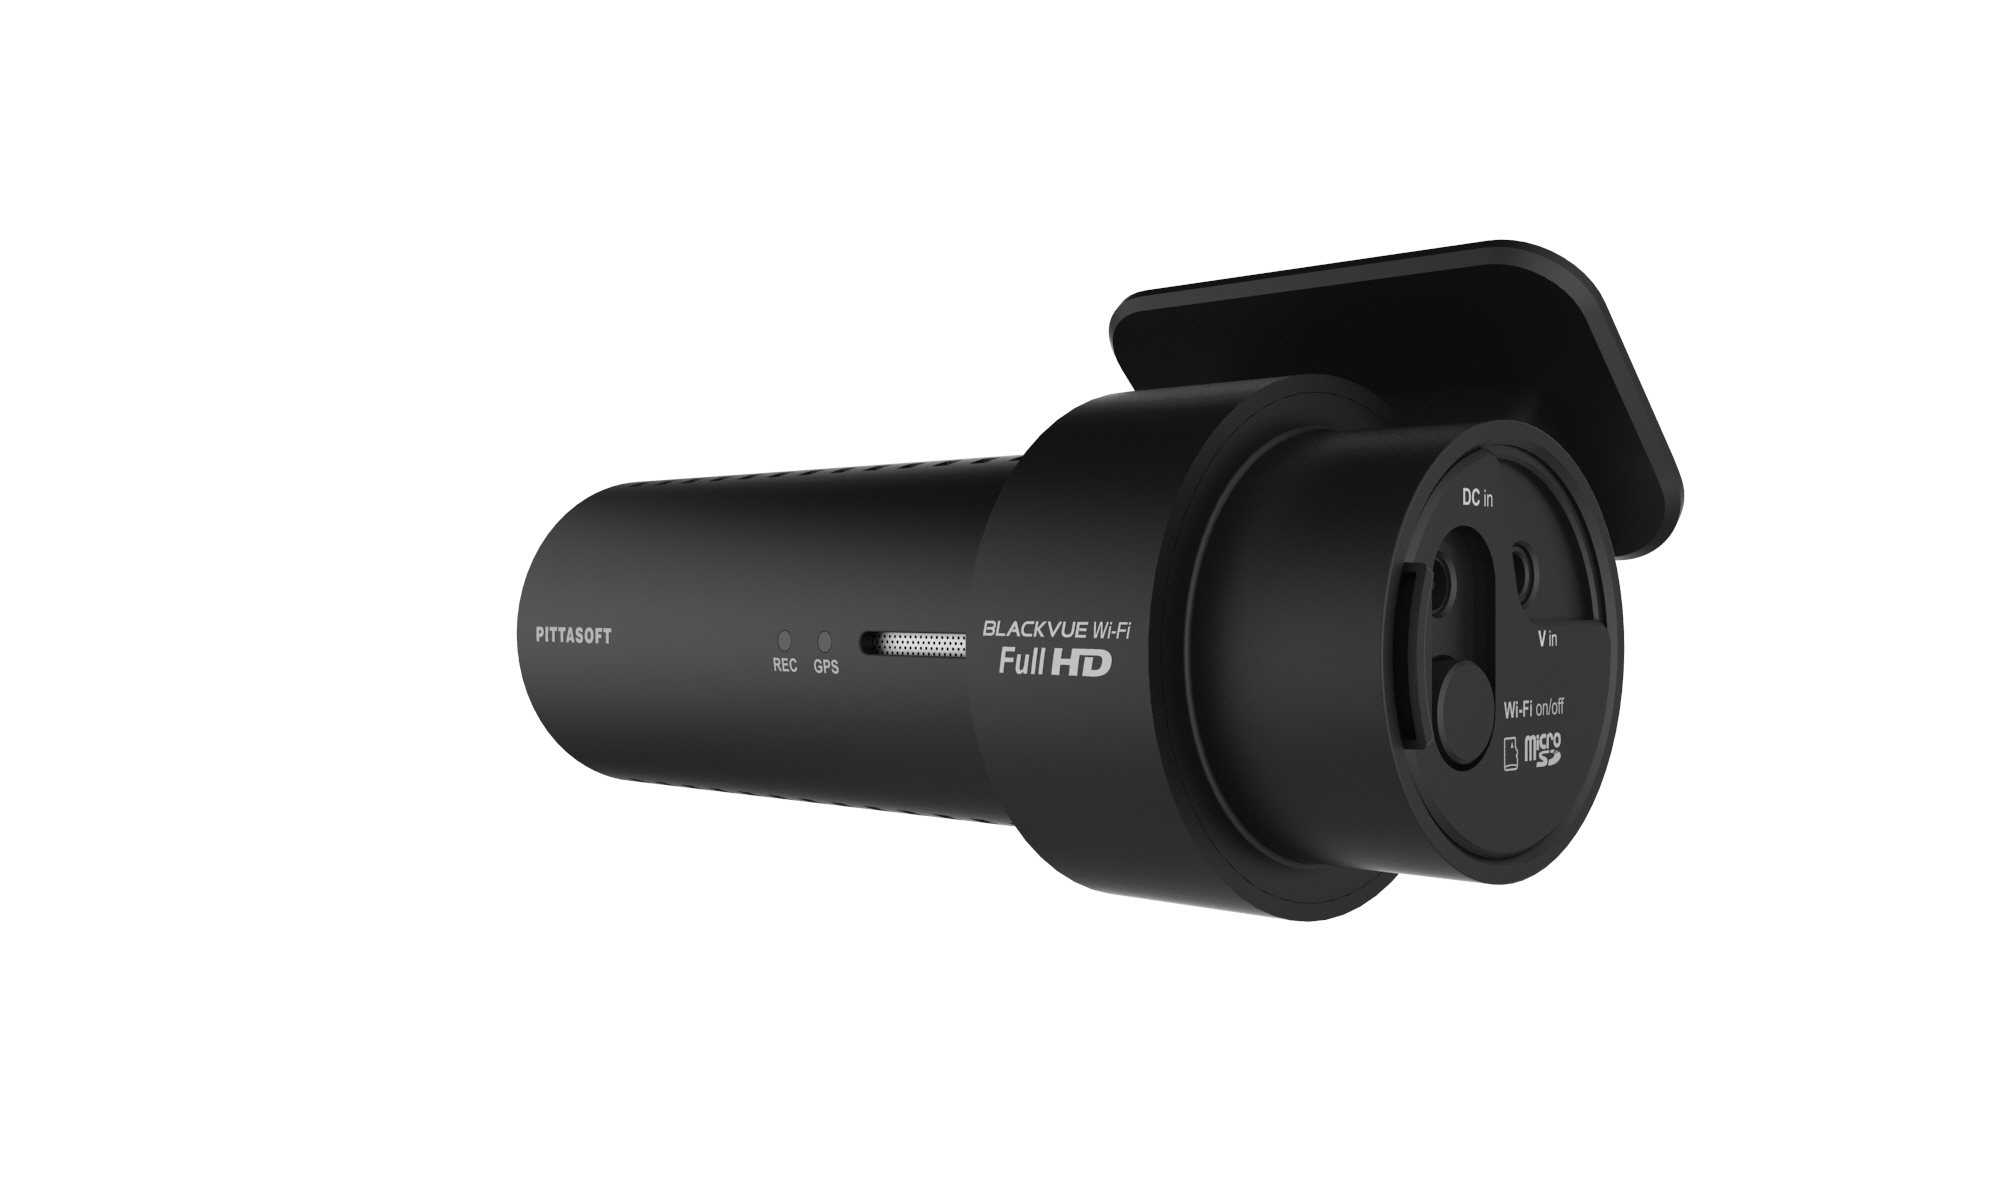 PITTASOFT
REC
GPS
BLACKVUE Wi-Fi
Full HD
DC in
V in
Wi-Fi on/off
micro
SD